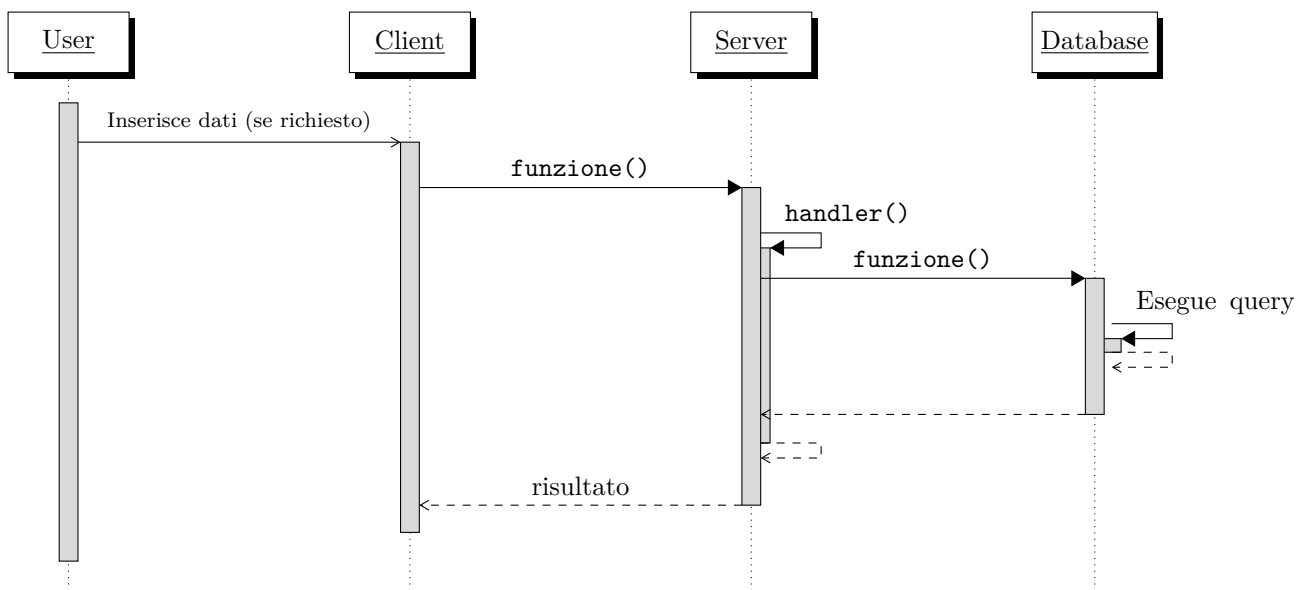 User
Client
Server
Database
Inserisce dati (se richiesto)
funzione()
handler()
funzione()
Esegue query
risultato